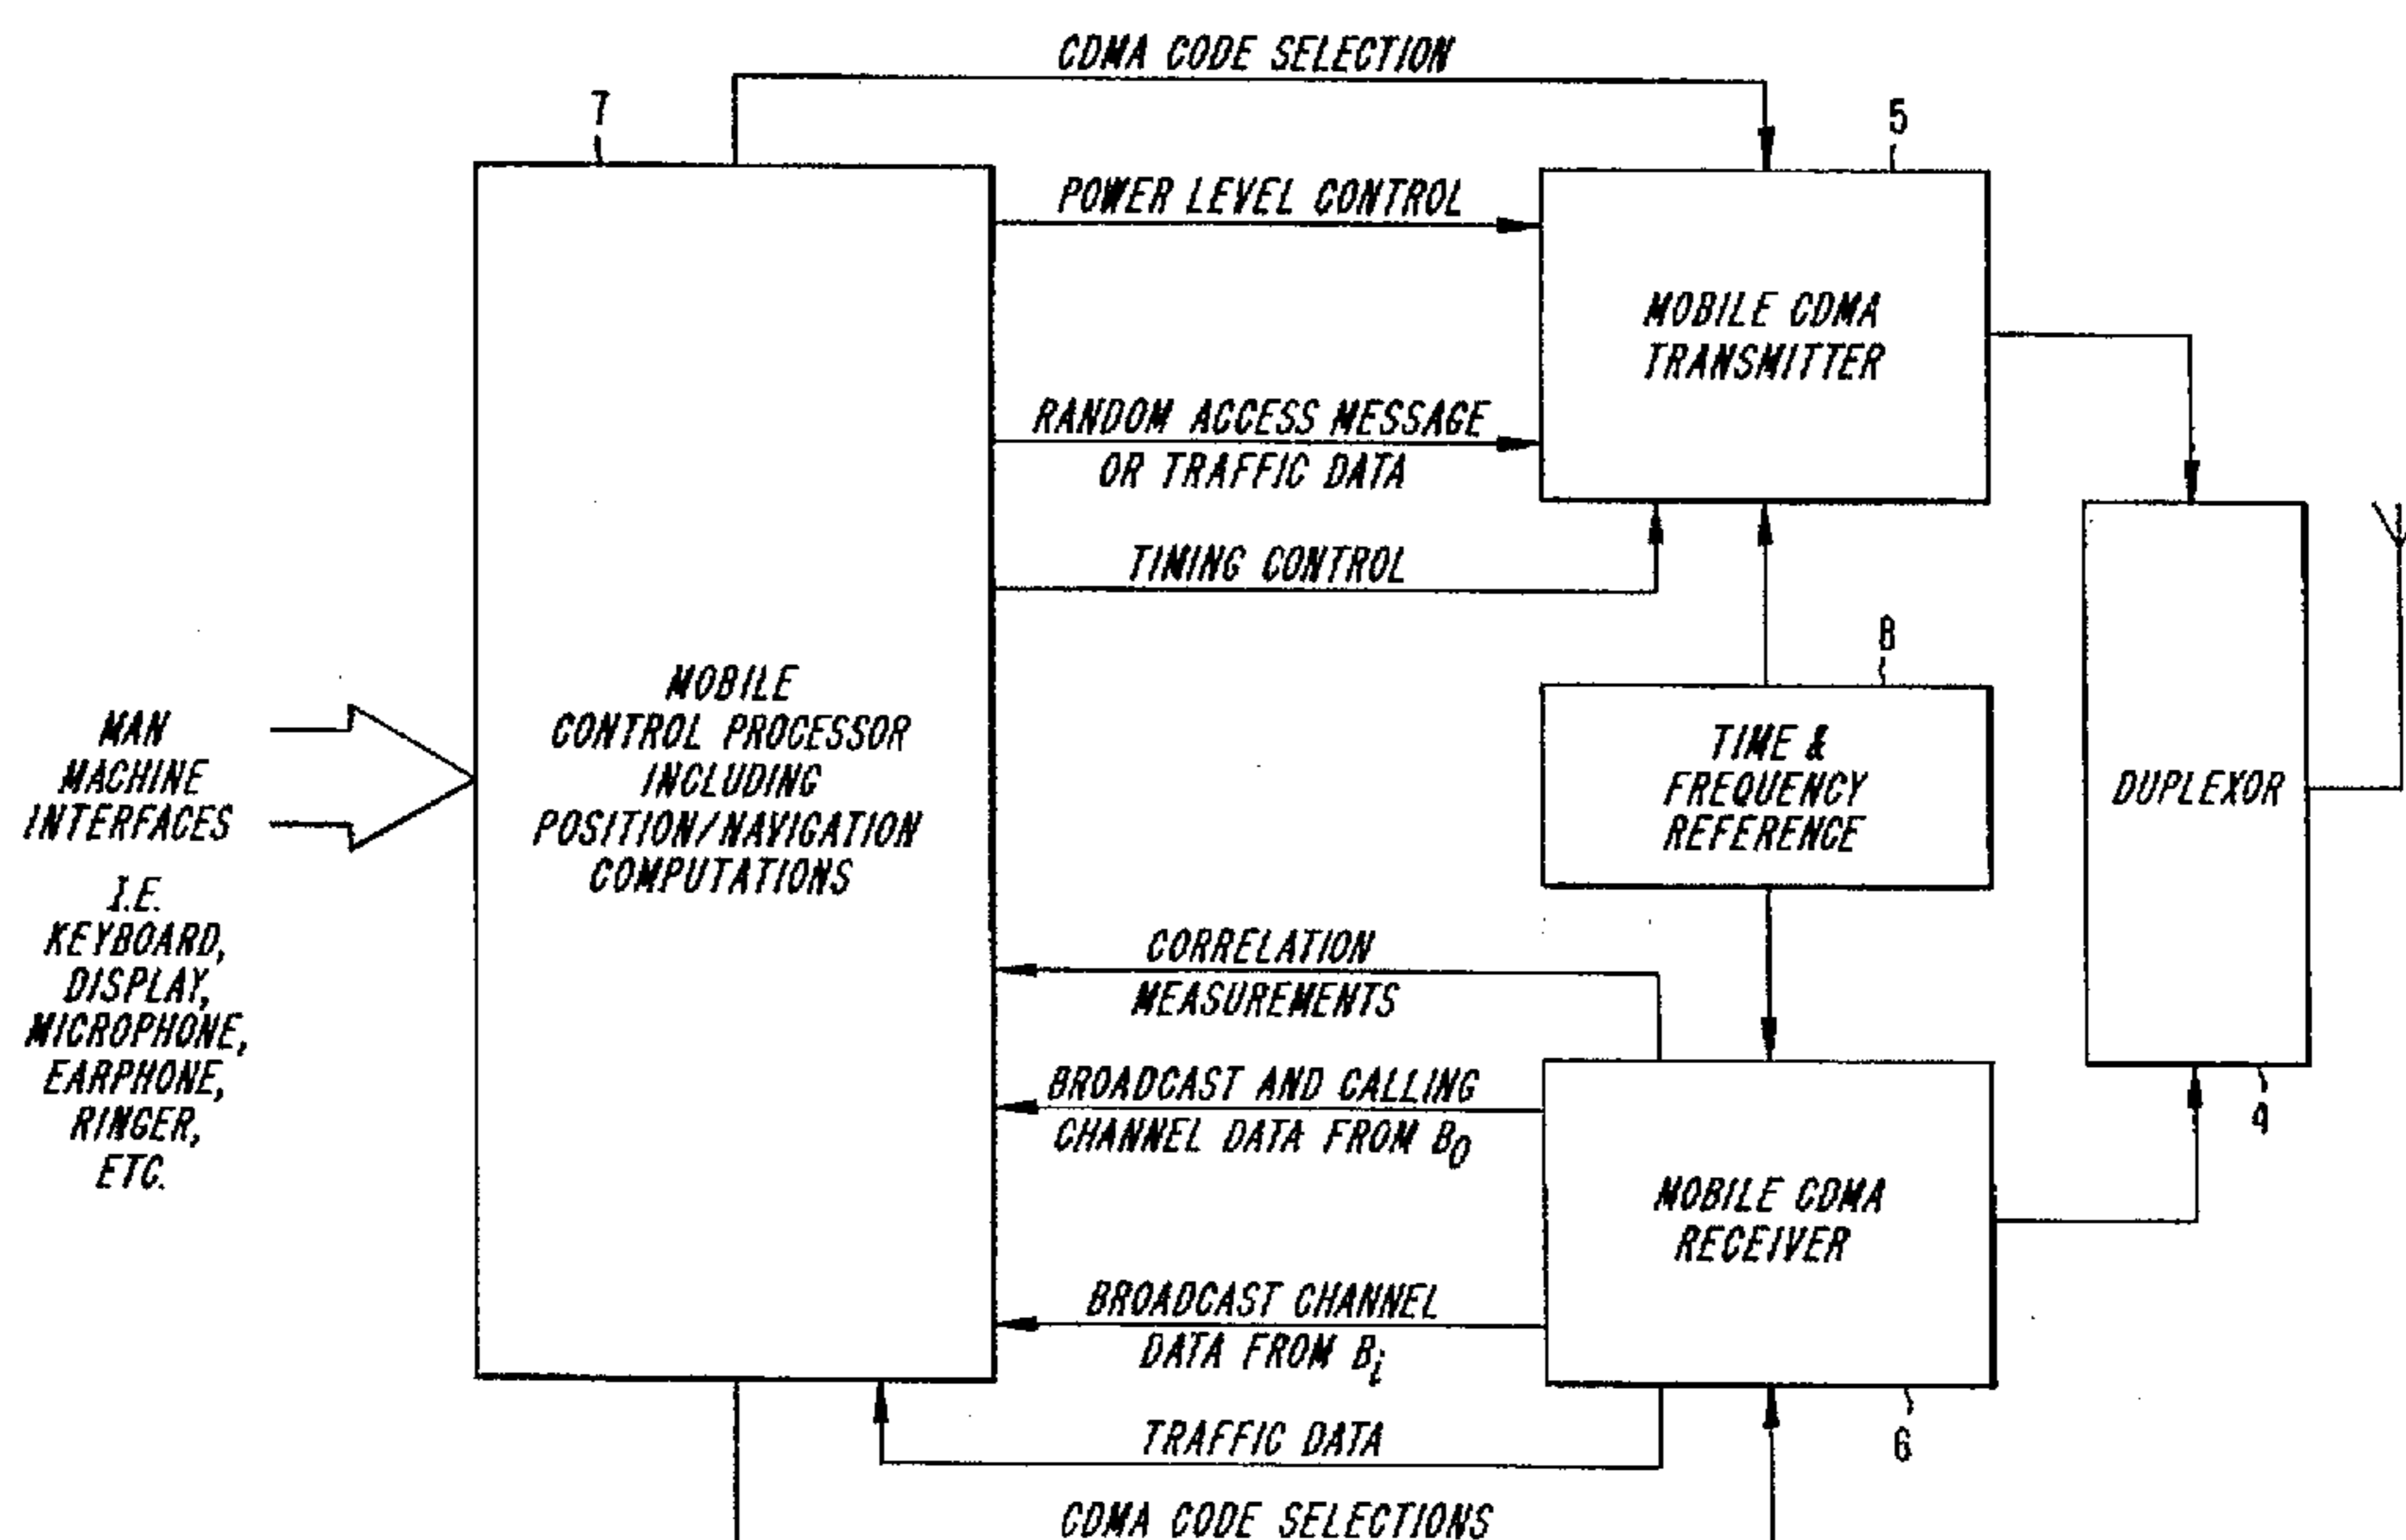 CDMA CODE SELECTION
7
5
POWER LEVEL CONTROL
MOBILE CDMA
TRANSMITTER
RANDOM ACCESS MESSAGE
OR TRAFFIC DATA
TIMING CONTROL
8
MOBILE
CONTROL PROCESSOR
INCLUDING
POSITION/NAVIGATION
COMPUTATIONS
MAN
MACHINE
INTERFACES
I.E.
KEYBOARD,
DISPLAY,
MICROPHONE,
EARPHONE,
RINGER,
ETC.
TIME &
FREQUENCY
REFERENCE
DUPLEXOR
4
CORRELATION
MEASUREMENTS
BROADCAST AND CALLING
CHANNEL DATA FROM B0
MOBILE CDMA
RECEIVER
BROADCAST CHANNEL
DATA FROM Bi
6
TRAFFIC DATA
CDMA CODE SELECTIONS